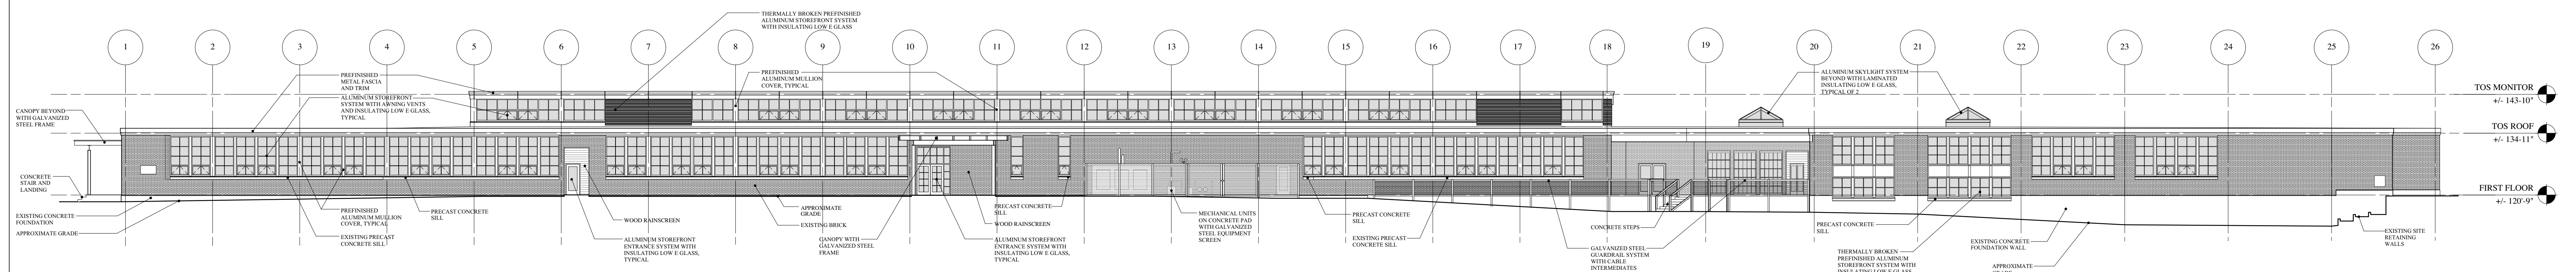 THERMALLY BROKEN PREFINISHED
ALUMINUM STOREFRONT SYSTEM
WITH INSULATING LOW E GLASS
1
2
3
4
5
6
7
8
9
10
11
12
13
14
15
16
17
18
19
20
21
22
23
24
25
26
PREFINISHED
METAL FASCIA
AND TRIM
ALUMINUM STOREFRONT
SYSTEM WITH AWNING VENTS
AND INSULATING LOW E GLASS,
TYPICAL
PREFINISHED
ALUMINUM MULLION
COVER, TYPICAL
ALUMINUM SKYLIGHT SYSTEM
BEYOND WITH LAMINATED
INSULATING LOW E GLASS,
TYPICAL OF 2
TOS MONITOR
+/- 143-10"
CANOPY BEYOND
WITH GALVANIZED
STEEL FRAME
TOS ROOF
+/- 134-11"
CONCRETE
STAIR AND
LANDING
FIRST FLOOR
+/- 120'-9"
EXISTING CONCRETE
FOUNDATION
APPROXIMATE GRADE
PREFINISHED
ALUMINUM MULLION
COVER, TYPICAL
EXISTING PRECAST
CONCRETE SILL
PRECAST CONCRETE
SILL
WOOD RAINSCREEN
ALUMINUM STOREFRONT
ENTRANCE SYSTEM WITH
INSULATING LOW E GLASS,
TYPICAL
APPROXIMATE
GRADE
EXISTING BRICK
CANOPY WITH
GALVANIZED STEEL
FRAME
PRECAST CONCRETE
SILL
WOOD RAINSCREEN
ALUMINUM STOREFRONT
ENTRANCE SYSTEM WITH
INSULATING LOW E GLASS,
TYPICAL
MECHANICAL UNITS
ON CONCRETE PAD
WITH GALVANIZED
STEEL EQUIPMENT
SCREEN
PRECAST CONCRETE
SILL
EXISTING PRECAST
CONCRETE SILL
CONCRETE STEPS
GALVANIZED STEEL
GUARDRAIL SYSTEM
WITH CABLE
INTERMEDIATES
PRECAST CONCRETE
SILL
THERMALLY BROKEN
PREFINISHED ALUMINUM
STOREFRONT SYSTEM WITH
INSULATING LOW E GLASS
EXISTING CONCRETE
FOUNDATION WALL
APPROXIMATE
EXISTING SITE
RETAINING
WALLS